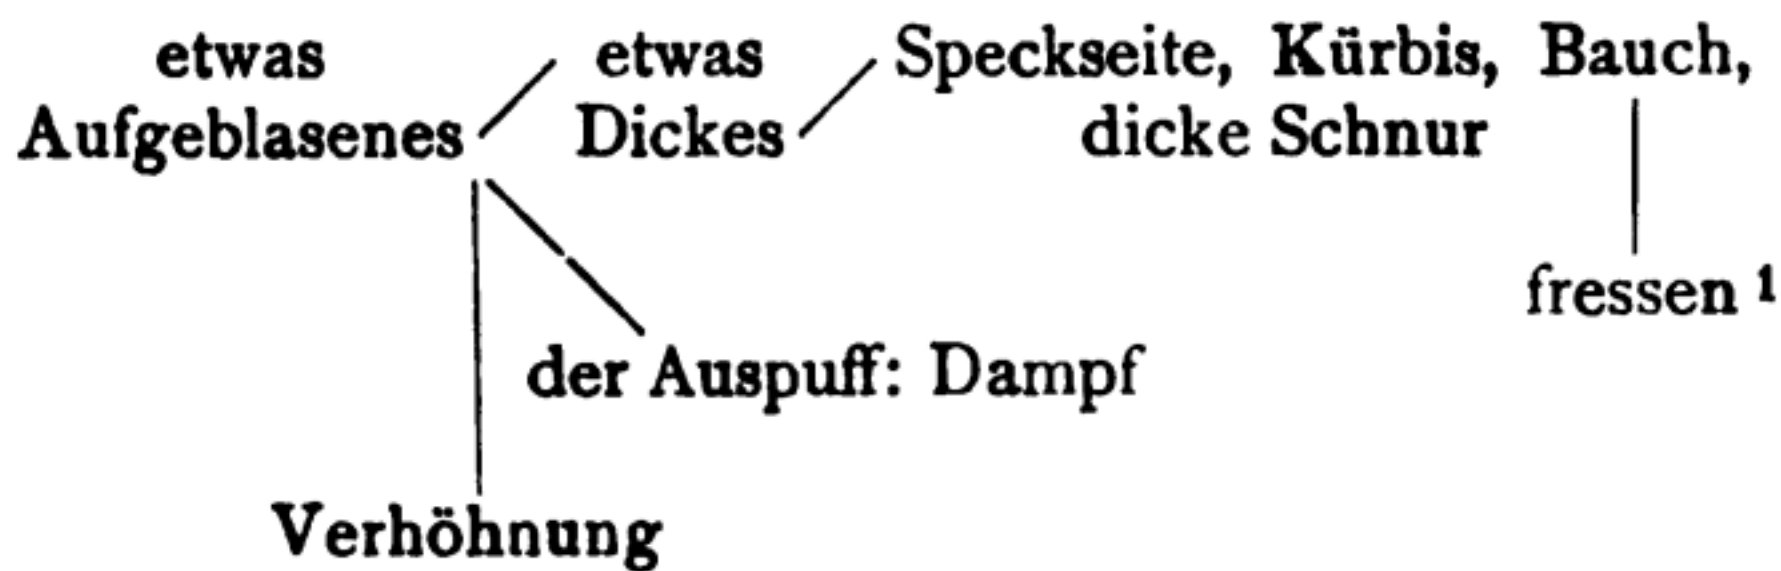 etwas etwas Speckseite, Kürbis, Bauch,
Aufgeblasenes Dickes dicke Schnur
fressen 1
der Auspuff: Dampf
Verhöhnung